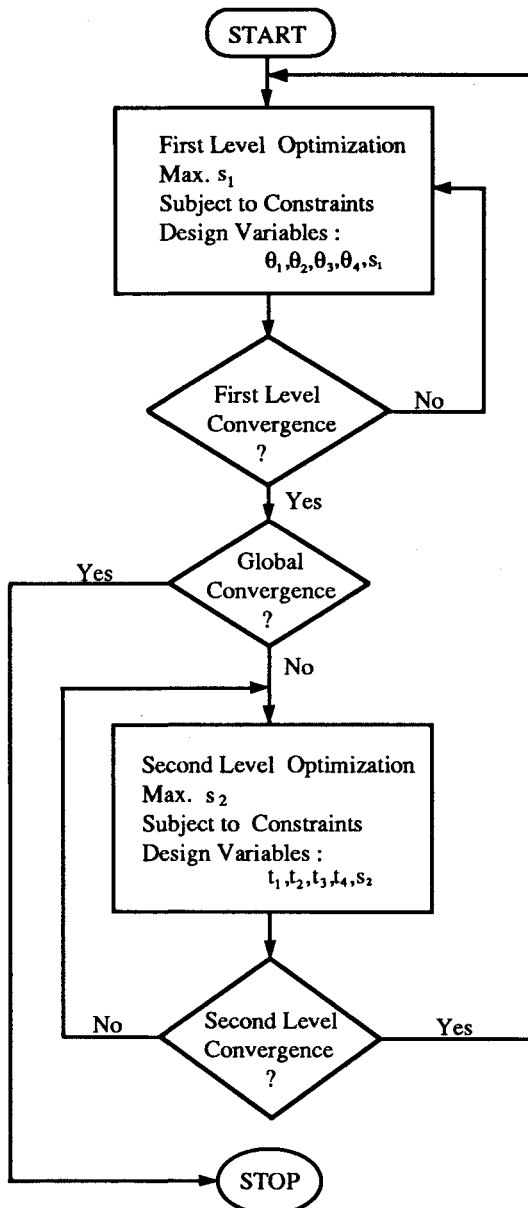 START
First Level Optimization
Max. s₁
Subject to Constraints
Design Variables :
θ₁,θ₂,θ₃,θ₄,s₁
First Level
Convergence
?
No
Yes
Global
Convergence
?
Yes
No
Second Level Optimization
Max. s₂
Subject to Constraints
Design Variables :
t₁,t₂,t₃,t₄,s₂
Second Level
Convergence
?
No
Yes
STOP